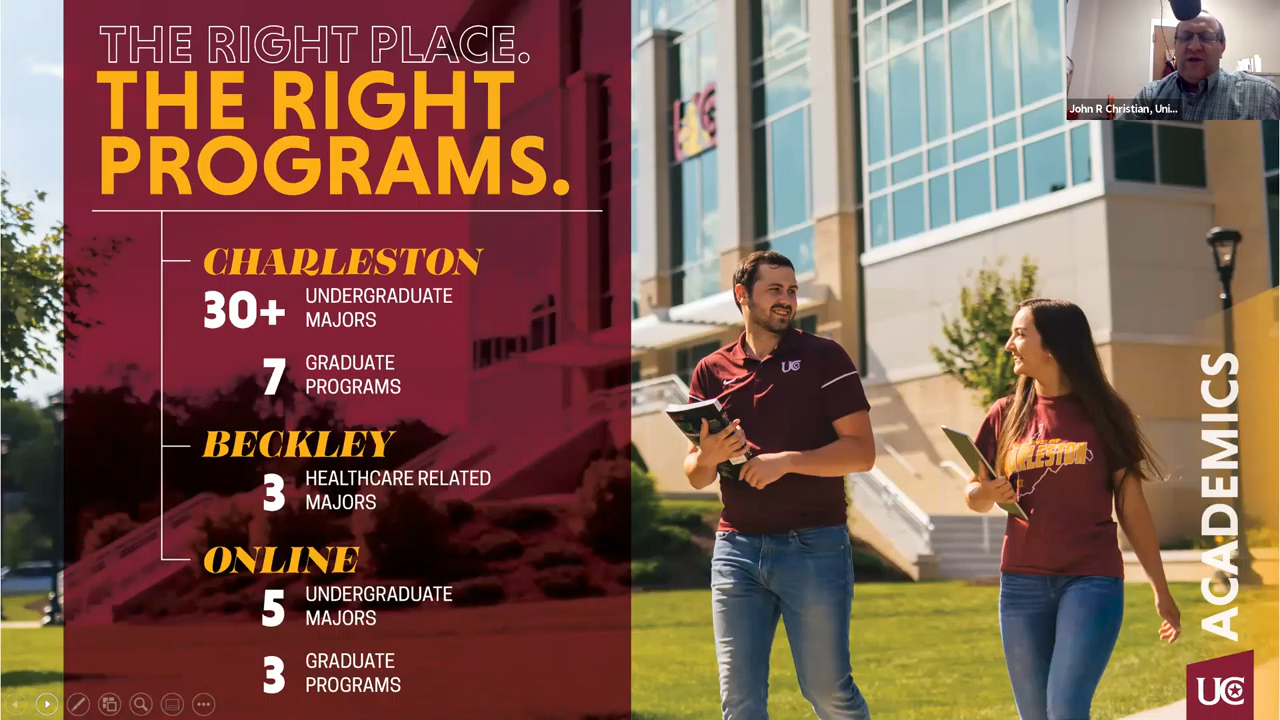 THE RIGHT PLACE.
THE RIGHT
PROGRAMS.
CHARLESTON
30+ UNDERGRADUATE
MAJORS
7 GRADUATE
PROGRAMS
BECKLEY
3 HEALTHCARE RELATED
MAJORS
ONLINE
5 UNDERGRADUATE
MAJORS
3 GRADUATE
PROGRAMS
John R Christian, Uni...
UC
ACADEMICS
UC